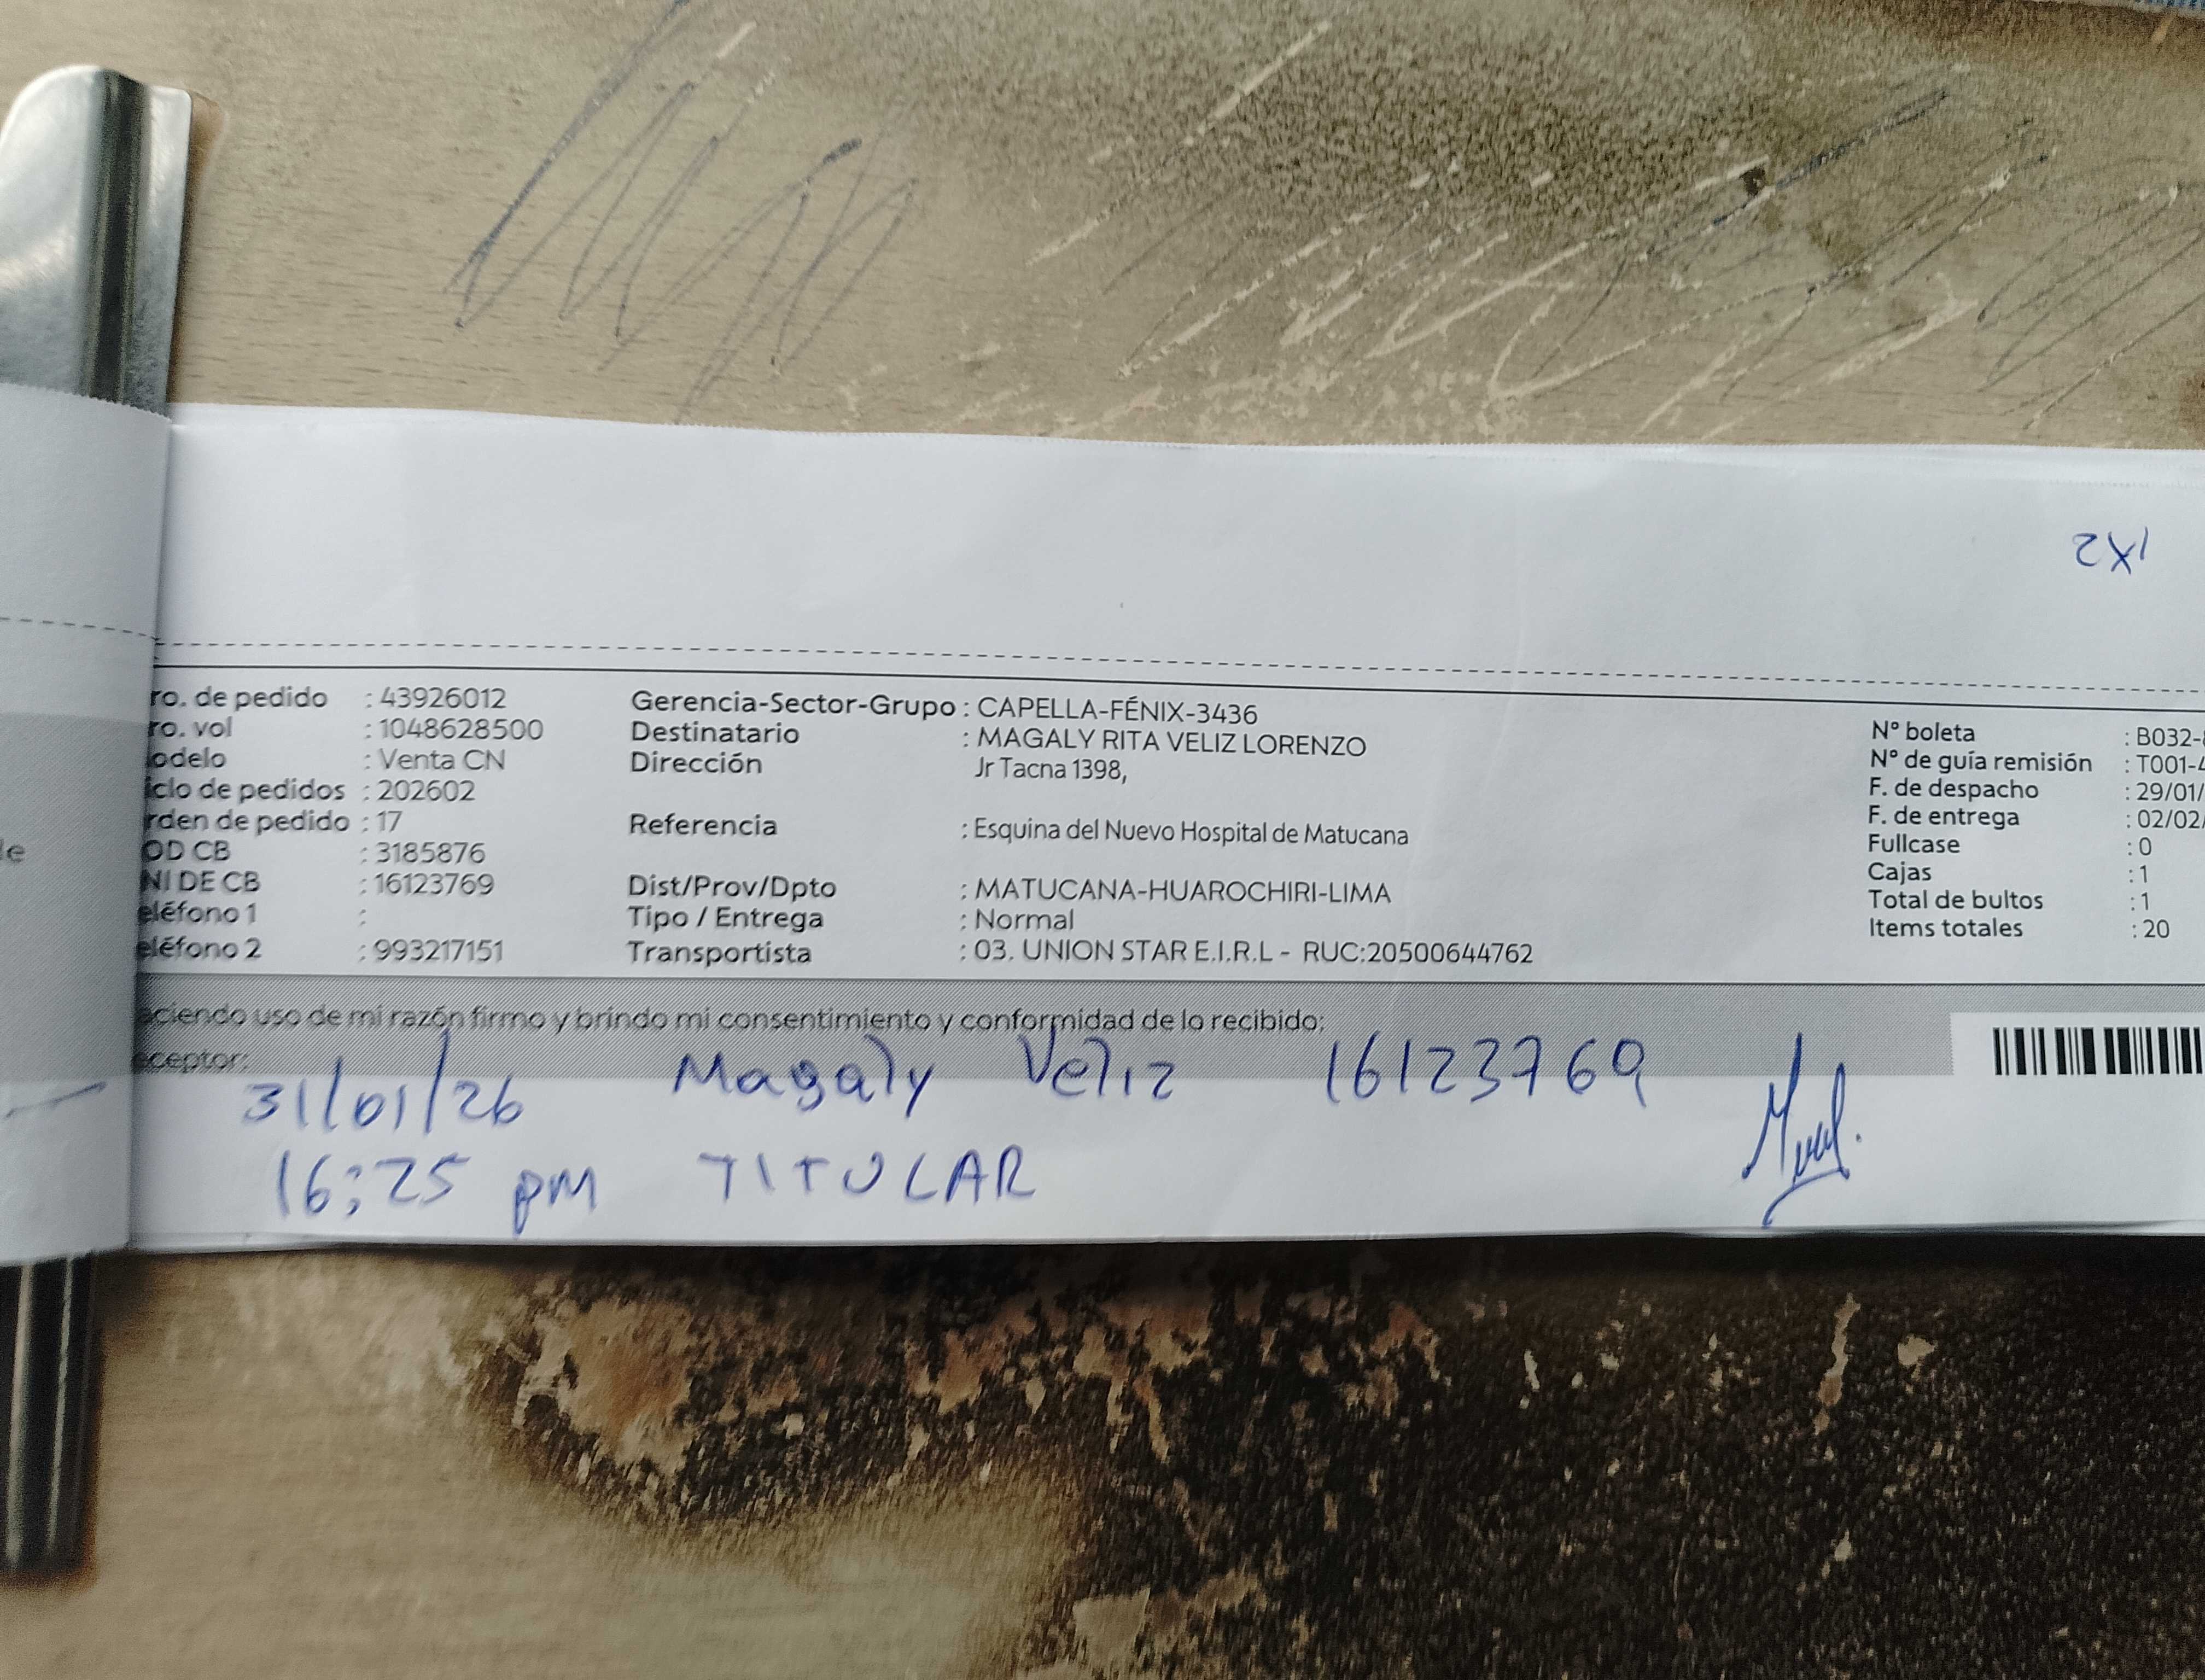 1X2
ro. de pedido : 43926012
ro. vol : 1048628500
odelo : Venta CN
iclo de pedidos : 202602
rden de pedido : 17
OD CB : 3185876
NI DE CB : 16123769
eléfono 1 :
eléfono 2 : 993217151
Gerencia-Sector-Grupo : CAPELLA-FÉNIX-3436
Destinatario : MAGALY RITA VELIZ LORENZO
Dirección Jr Tacna 1398,
Referencia : Esquina del Nuevo Hospital de Matucana
Dist/Prov/Dpto : MATUCANA-HUAROCHIRI-LIMA
Tipo / Entrega : Normal
Transportista : 03. UNION STAR E.I.R.L - RUC:20500644762
N° boleta : B032-
N° de guía remisión : T001-4
F. de despacho : 29/01/
F. de entrega : 02/02/
Fullcase : 0
Cajas : 1
Total de bultos : 1
Items totales : 20
le
aciendo uso de mi razón firmo y brindo mi consentimiento y conformidad de lo recibido;
eceptor:
31/01/26 Magaly Veliz 16123769
16:25 pm TITULAR